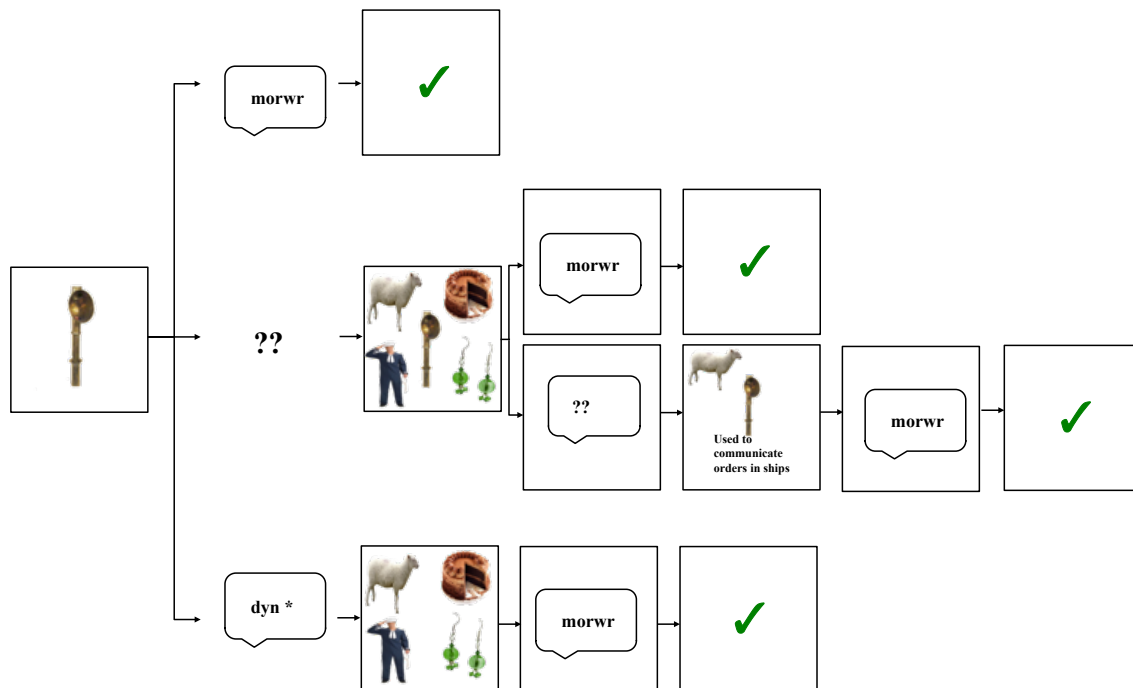 morwr
morwr
??
??
Used to
communicate
orders in ships
morwr
dyn *
morwr